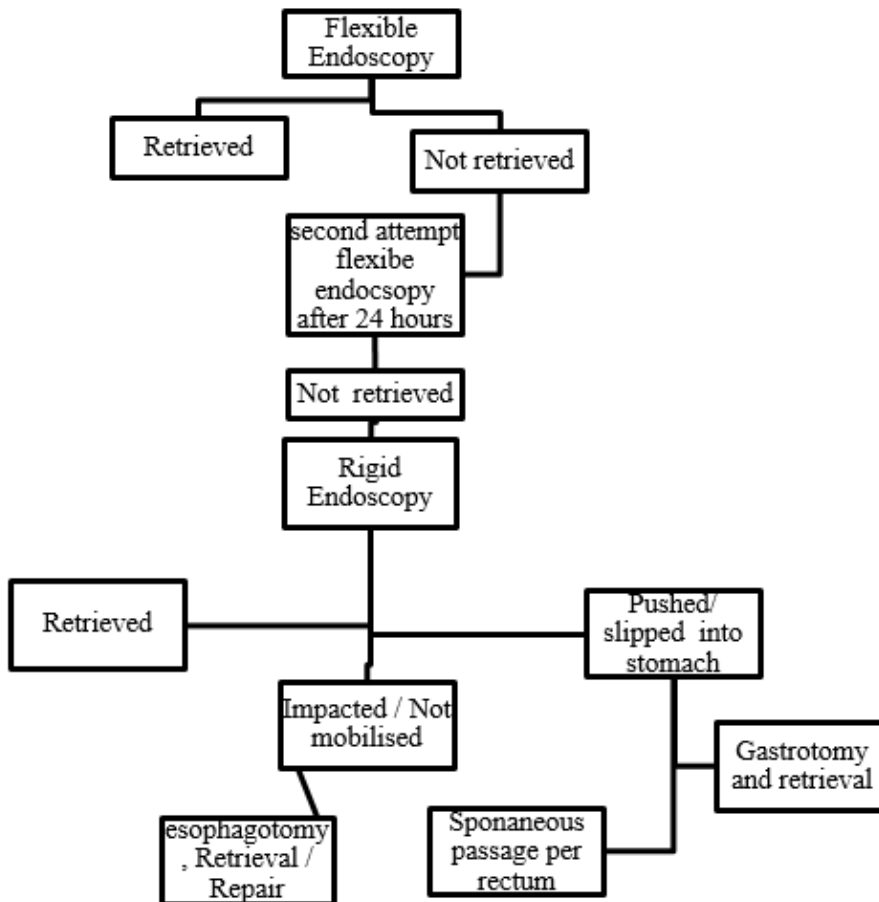 Flexible
Endoscopy
Retrieved
Not retrieved
second attempt
flexibe
endocsopy
after 24 hours
Not retrieved
Rigid
Endoscopy
Retrieved
Pushed/
slipped into
stomach
Impacted / Not
mobilised
Gastrotomy
and retrieval
esophagotomy
, Retrieval /
Repair
Sponaneous
passage per
rectum